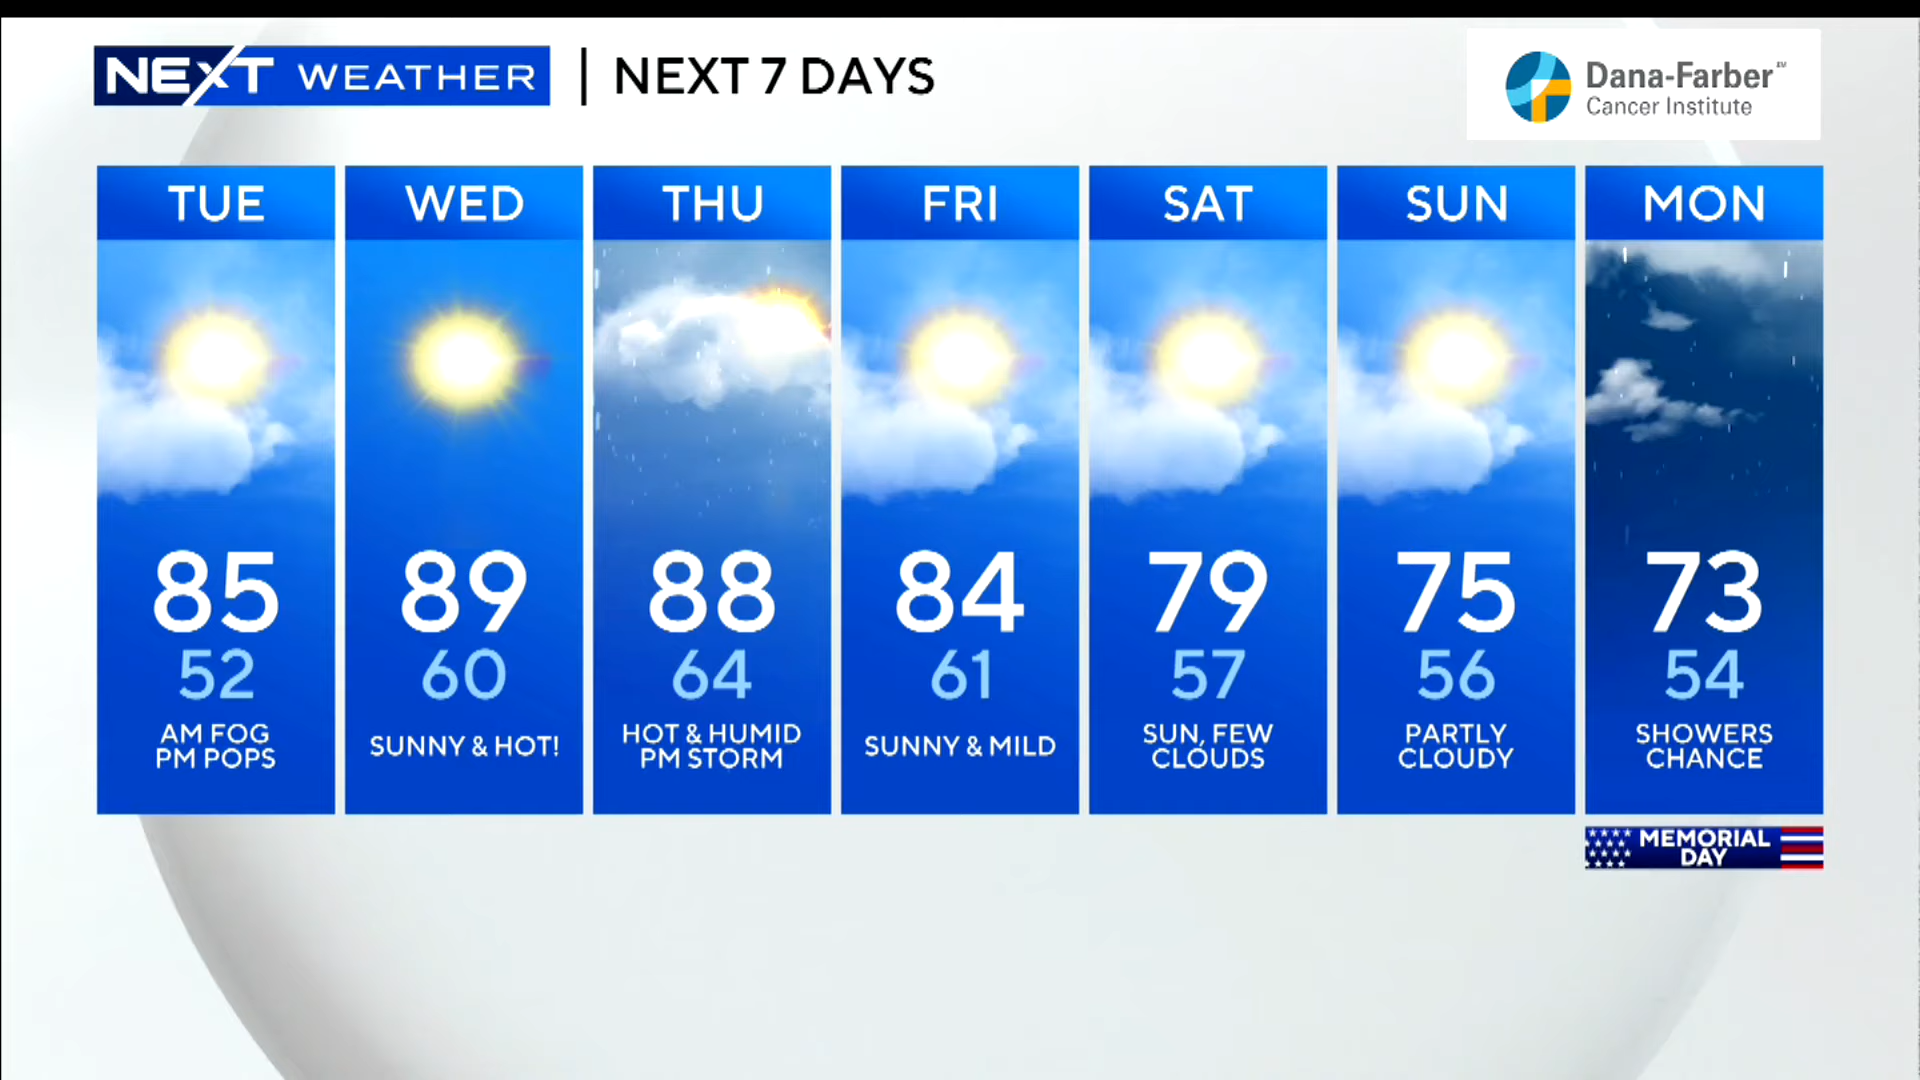 NEXT WEATHER | NEXT 7 DAYS
Dana-Farber℠
Cancer Institute
TUE
85
52
AM FOG
PM POPS
WED
89
60
SUNNY & HOT!
THU
88
64
HOT & HUMID
PM STORM
FRI
84
61
SUNNY & MILD
SAT
79
57
SUN, FEW
CLOUDS
SUN
75
56
PARTLY
CLOUDY
MON
73
54
SHOWERS
CHANCE
MEMORIAL
DAY